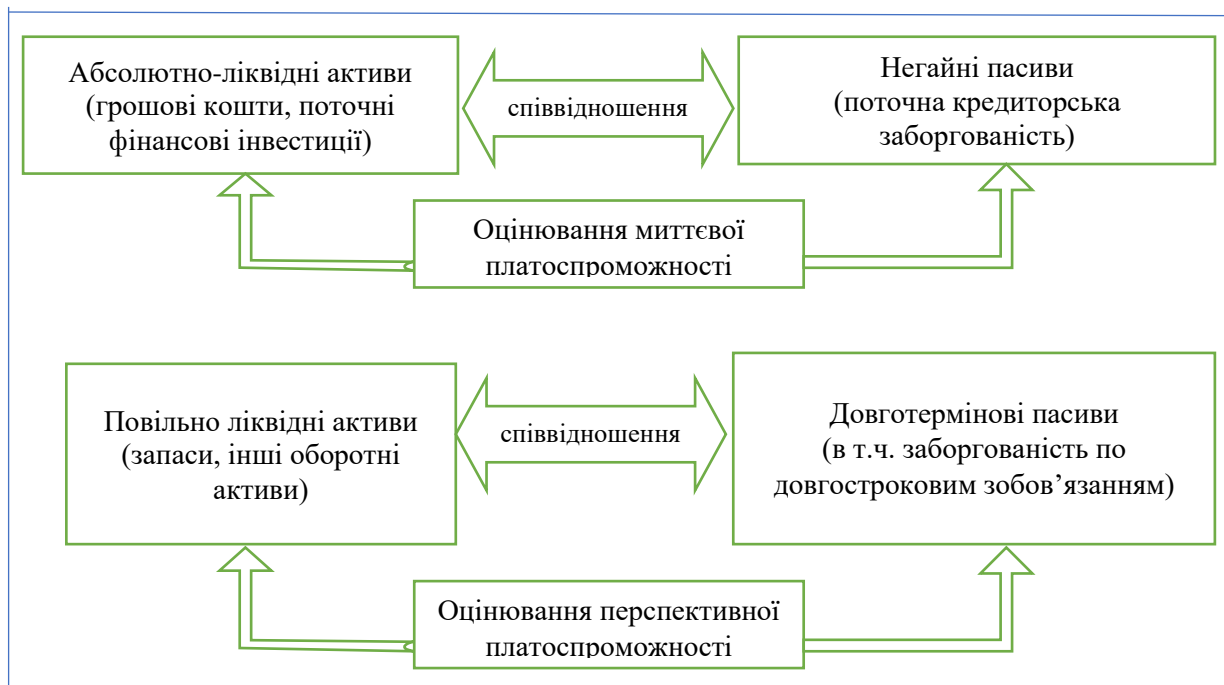 Абсолютно-ліквідні активи
(грошові кошти, поточні
фінансові інвестиції)
співвідношення
Негайні пасиви
(поточна кредиторська
заборгованість)
Оцінювання миттєвої
платоспроможності
Повільно ліквідні активи
(запаси, інші оборотні
активи)
співвідношення
Довготермінові пасиви
(в т.ч. заборгованість по
довгостроковим зобов’язанням)
Оцінювання перспективної
платоспроможності